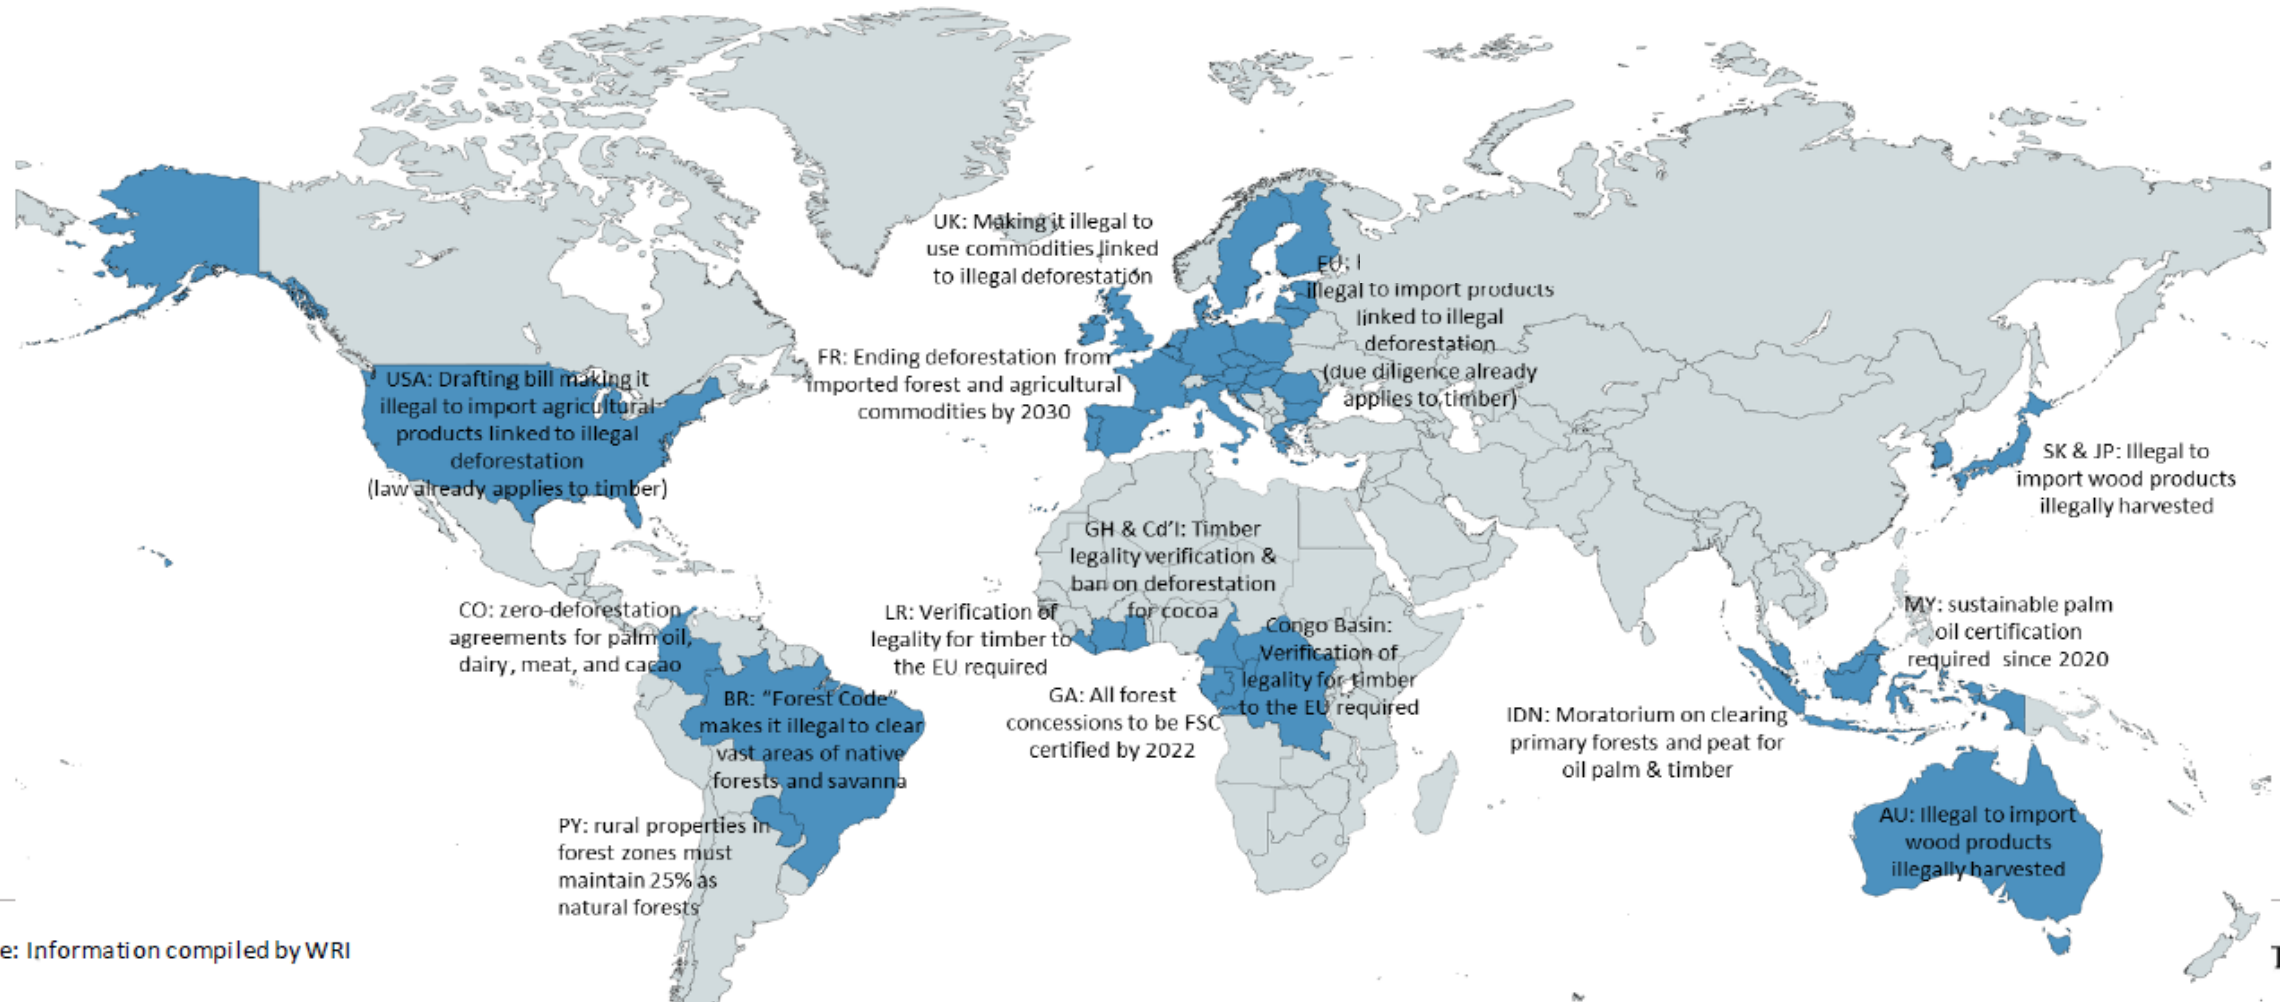 UK: Making it illegal to
use commodities linked
to illegal deforestation
EU: I
illegal to import products
linked to illegal
deforestation
(due diligence already
applies to timber)
FR: Ending deforestation from
imported forest and agricultural
commodities by 2030
USA: Drafting bill making it
illegal to import agricultural
products linked to illegal
deforestation
(law already applies to timber)
SK & JP: Illegal to
import wood products
illegally harvested
GH & Cd'I: Timber
legality verification &
ban on deforestation
for cocoa
CO: zero-deforestation
agreements for palm oil,
dairy, meat, and cacao
LR: Verification of
legality for timber to
the EU required
Congo Basin:
Verification of
legality for timber
to the EU required
MY: sustainable palm
oil certification
required since 2020
BR: “Forest Code”
makes it illegal to clear
vast areas of native
forests and savanna
GA: All forest
concessions to be FSC
certified by 2022
IDN: Moratorium on clearing
primary forests and peat for
oil palm & timber
PY: rural properties in
forest zones must
maintain 25% as
natural forests
AU: Illegal to import
wood products
illegally harvested
e: Information compiled by WRI